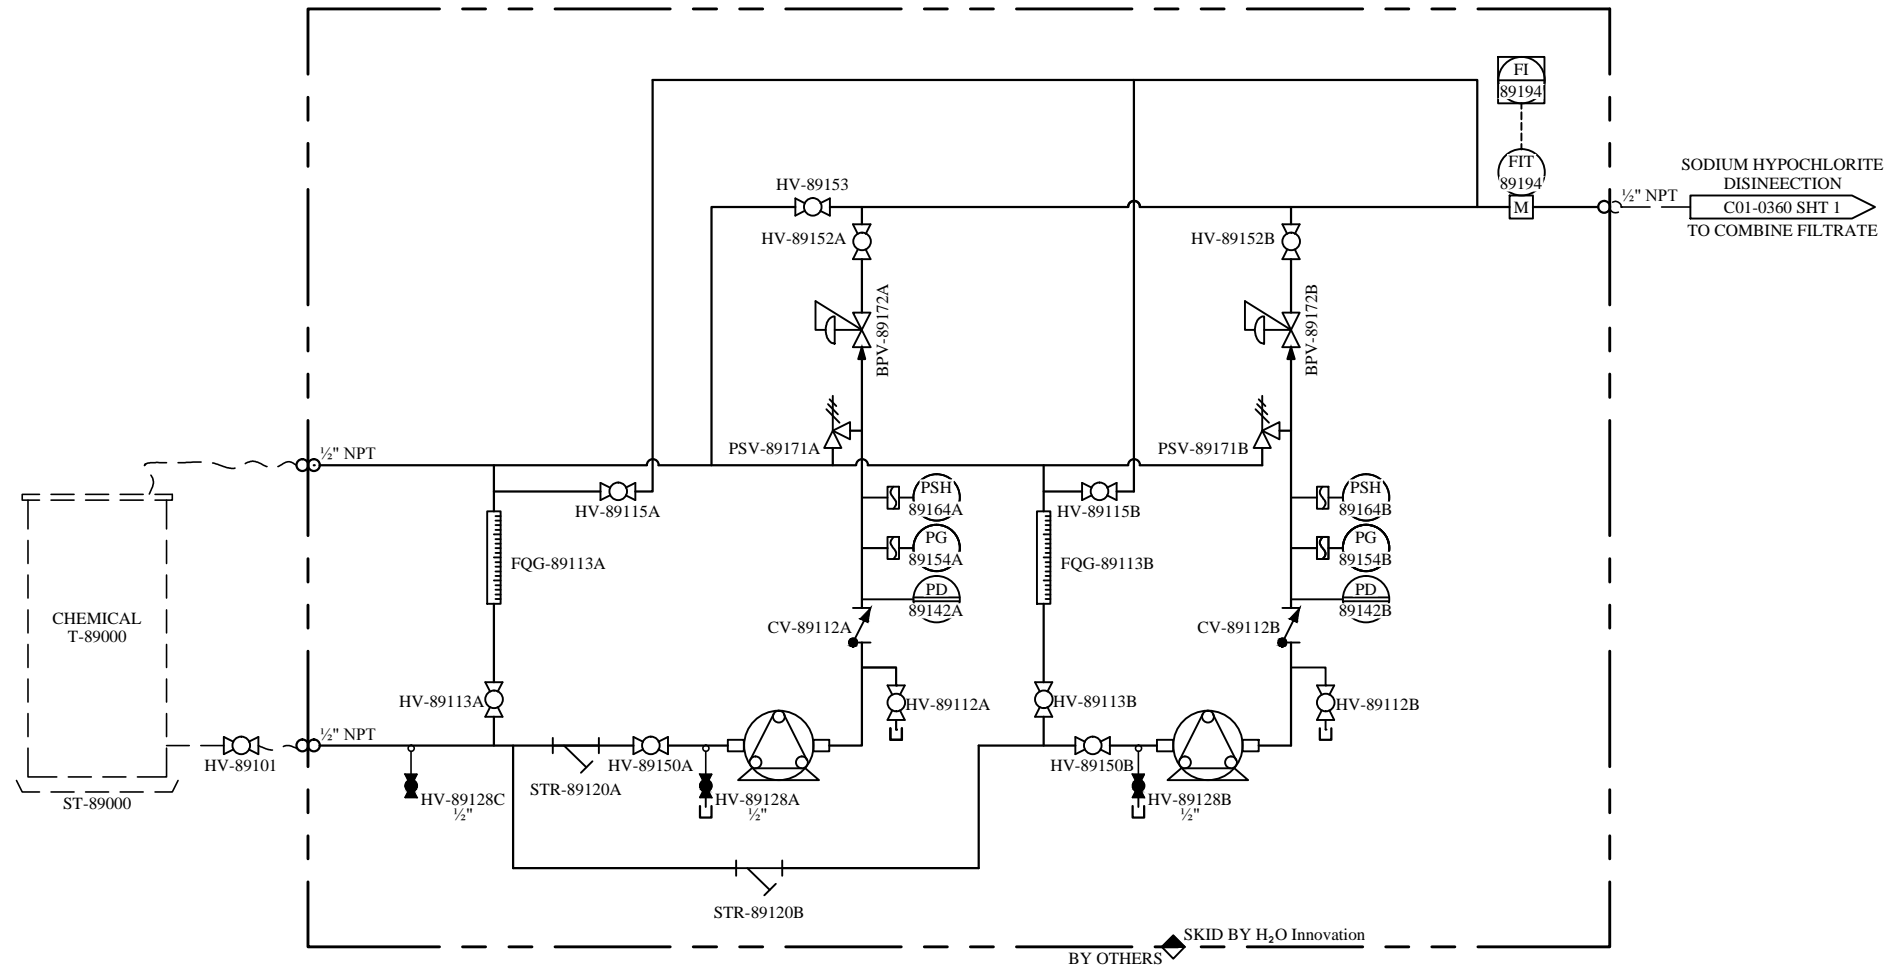 FI
89194
FIT
89194
SODIUM HYPOCHLORITE
DISINEECTION
½" NPT
C01-0360 SHT 1
TO COMBINE FILTRATE
HV-89153
HV-89152A
HV-89152B
BPV-89172A
BPV-89172B
M
PSV-89171A
PSV-89171B
½" NPT
HV-89115A
HV-89115B
PSH
89164A
PSH
89164B
FQG-89113A
FQG-89113B
PG
89154A
PG
89154B
PD
89142A
PD
89142B
CHEMICAL
T-89000
CV-89112A
CV-89112B
HV-89113A
HV-89112A
HV-89113B
HV-89112B
½" NPT
HV-89101
HV-89150A
HV-89150B
STR-89120A
HV-89128C
½"
HV-89128A
½"
HV-89128B
½"
ST-89000
STR-89120B
SKID BY H₂O Innovation
BY OTHERS